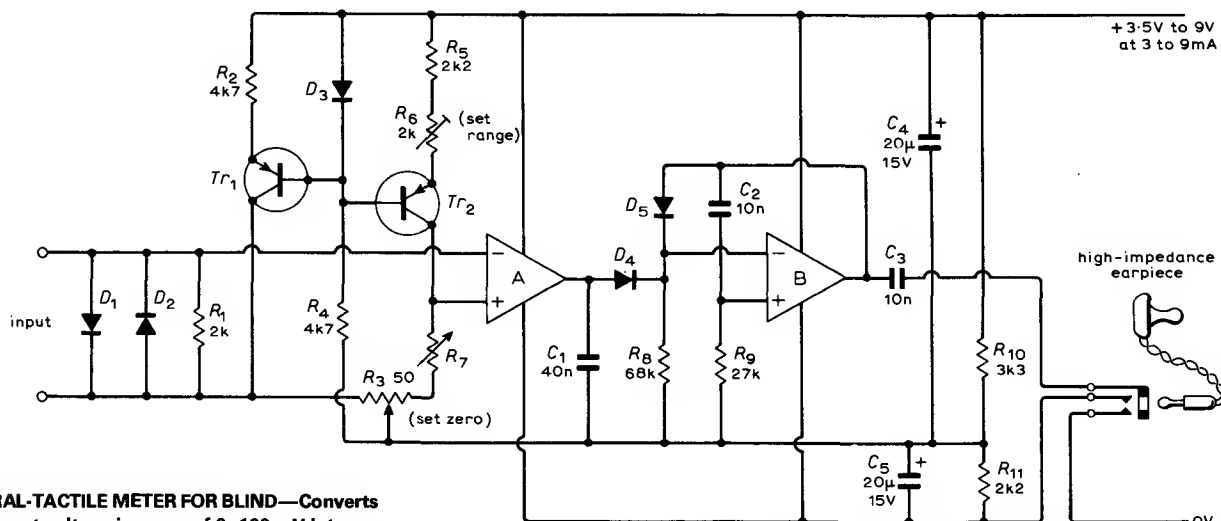 +3·5V to 9V
at 3 to 9mA
R2
4k7
D3
R5
2k2
R6
2k
(set
range)
Tr1
Tr2
C4
20µ
15V
+
D5
C2
10n
C3
10n
high-impedance
earpiece
input
D1
D2
R1
2k
R4
4k7
−
A
+
D4
−
B
+
R7
R3 50
(set zero)
C1
40n
R8
68k
R9
27k
R10
3k3
C5
20µ
15V
+
R11
2k2
RAL-TACTILE METER FOR BLIND—Converts
0V